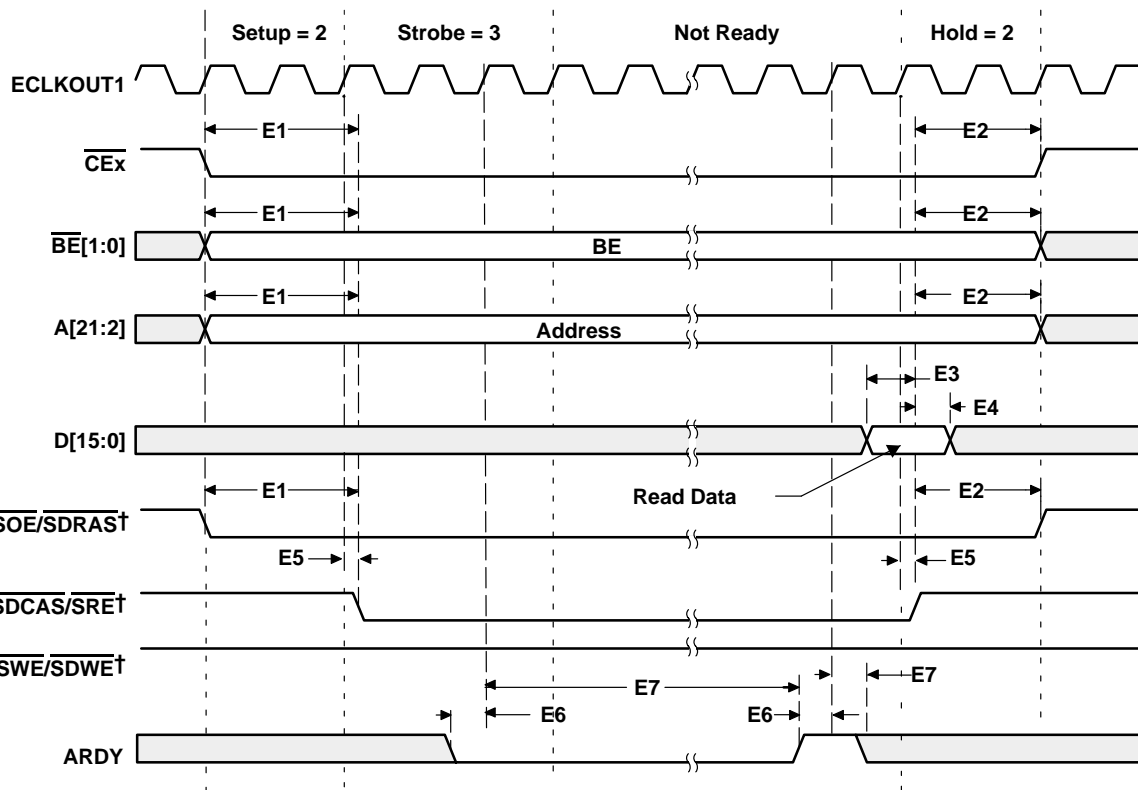 Setup = 2 Strobe = 3 Not Ready Hold = 2
ECLKOUT1
E1 E2
CEx
E1 E2
BE[1:0] BE
E1 E2
A[21:2] Address
E3
E4
D[15:0]
E1 Read Data E2
SOE/SDRAS†
E5 E5
SDCAS/SRE†
SWE/SDWE†
E7 E7
E6 E6
ARDY